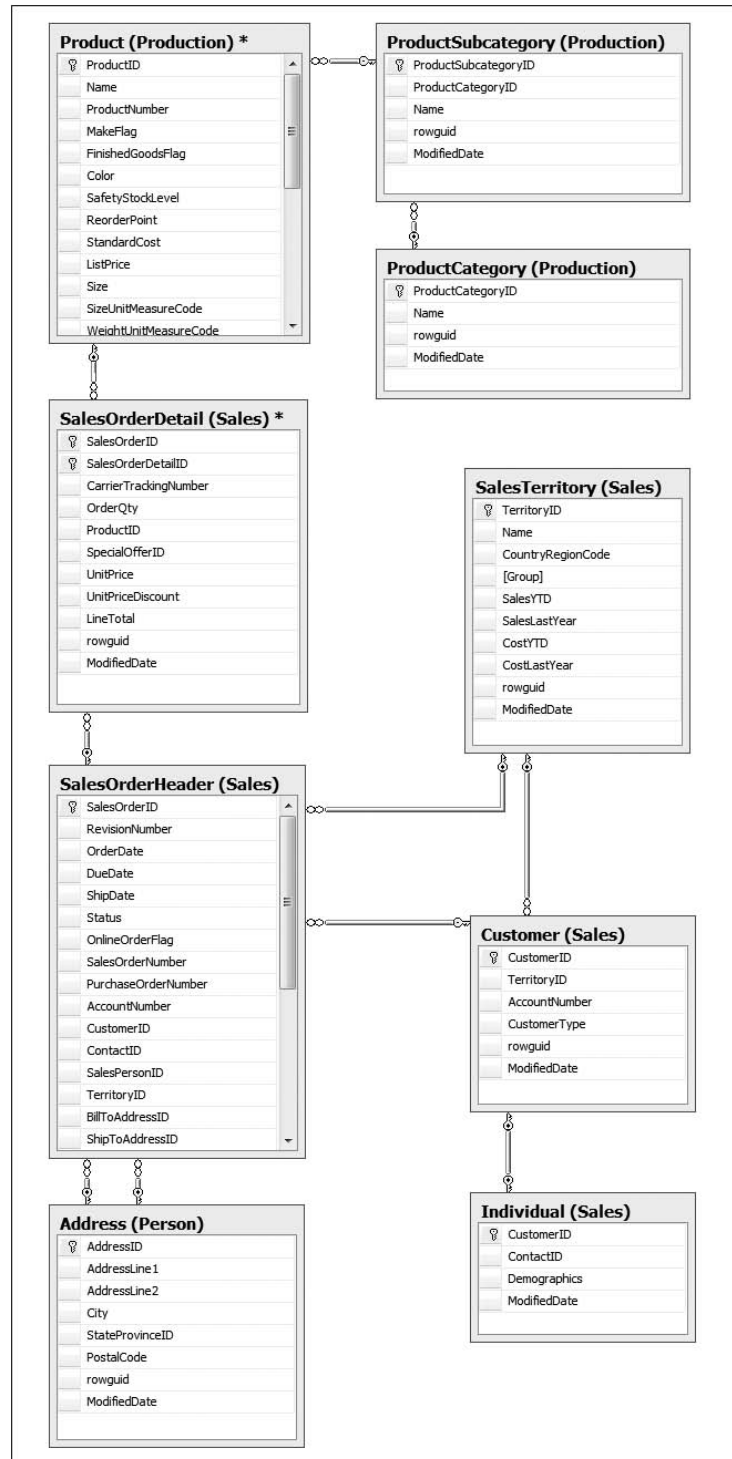 Product (Production) *
ProductID
Name
ProductNumber
MakeFlag
FinishedGoodsFlag
Color
SafetyStockLevel
ReorderPoint
StandardCost
ListPrice
Size
SizeUnitMeasureCode
WeightUnitMeasureCode
ProductSubcategory (Production)
ProductSubcategoryID
ProductCategoryID
Name
rowguid
ModifiedDate
ProductCategory (Production)
ProductCategoryID
Name
rowguid
ModifiedDate
SalesOrderDetail (Sales) *
SalesOrderID
SalesOrderDetailID
CarrierTrackingNumber
OrderQty
ProductID
SpecialOfferID
UnitPrice
UnitPriceDiscount
LineTotal
rowguid
ModifiedDate
SalesTerritory (Sales)
TerritoryID
Name
CountryRegionCode
[Group]
SalesYTD
SalesLastYear
CostYTD
CostLastYear
rowguid
ModifiedDate
SalesOrderHeader (Sales)
SalesOrderID
RevisionNumber
OrderDate
DueDate
ShipDate
Status
OnlineOrderFlag
SalesOrderNumber
PurchaseOrderNumber
AccountNumber
CustomerID
ContactID
SalesPersonID
TerritoryID
BillToAddressID
ShipToAddressID
Customer (Sales)
CustomerID
TerritoryID
AccountNumber
CustomerType
rowguid
ModifiedDate
Address (Person)
AddressID
AddressLine1
AddressLine2
City
StateProvinceID
PostalCode
rowguid
ModifiedDate
Individual (Sales)
CustomerID
ContactID
Demographics
ModifiedDate